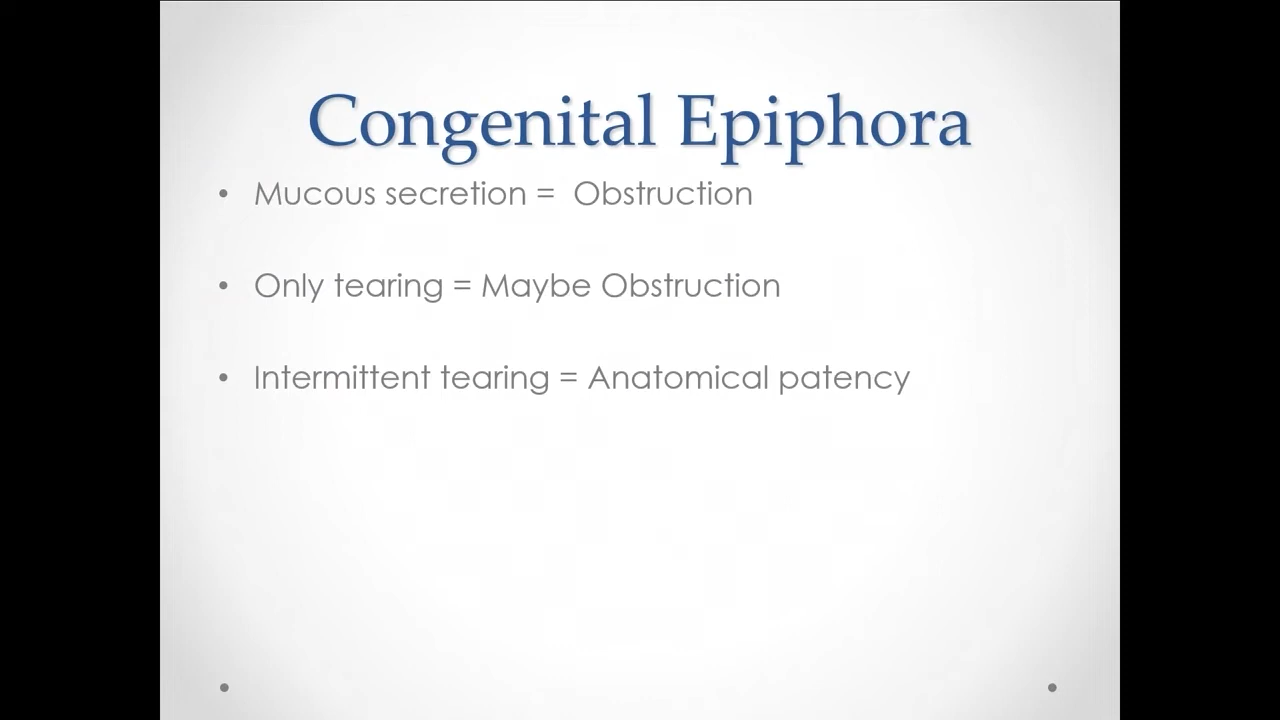 Congenital Epiphora
• Mucous secretion =  Obstruction
• Only tearing = Maybe Obstruction
• Intermittent tearing = Anatomical patency